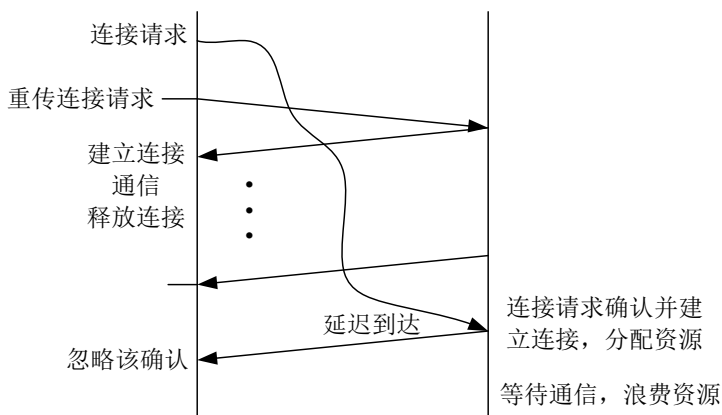 连接请求
重传连接请求
建立连接
通信
释放连接
延迟到达
忽略该确认
连接请求确认并建
立连接，分配资源
等待通信，浪费资源